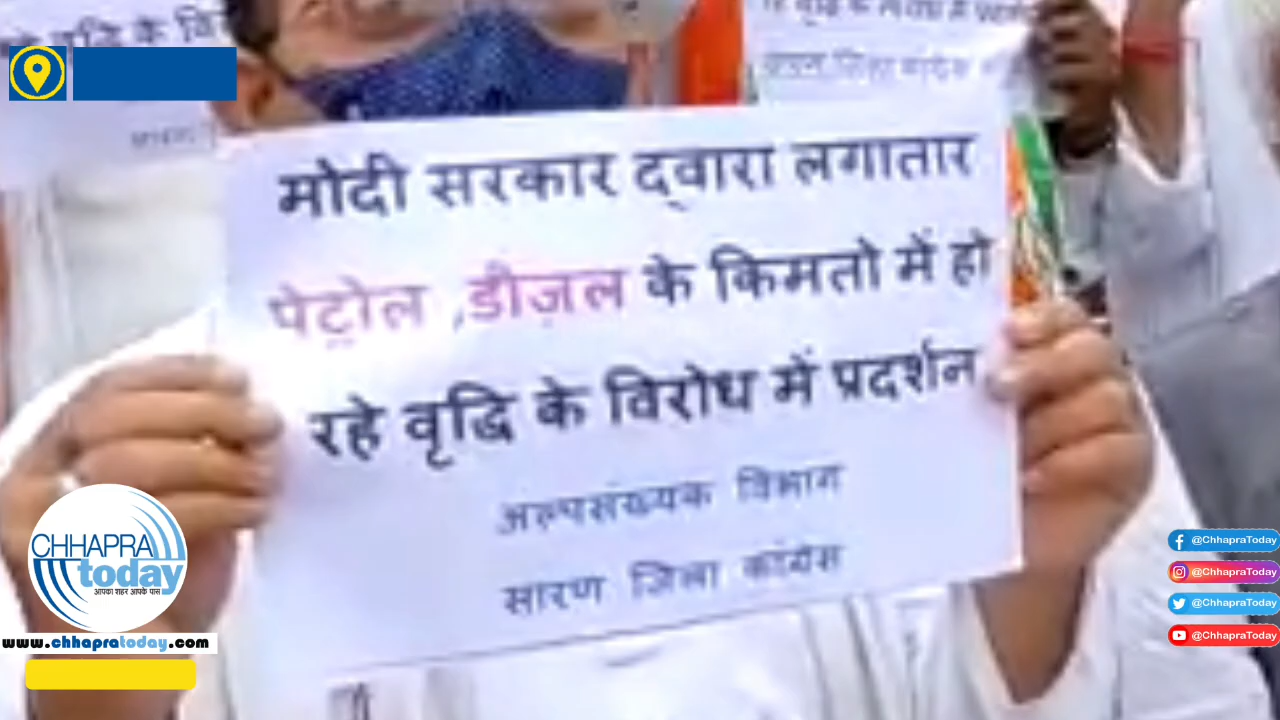 वृद्धि के
मोदी सरकार द्वारा लगातार
पेट्रोल ,डीज़ल के किमतो में हो
रहे वृद्धि के विरोध में प्रदर्शन
अल्पसंख्यक विभाग
सारण जिला कांग्रेस
CHHAPRA
today
आपका शहर आपके पास
www.chhapratoday.com
@ChhapraToday
@ChhapraToday
@ChhapraToday
@ChhapraToday